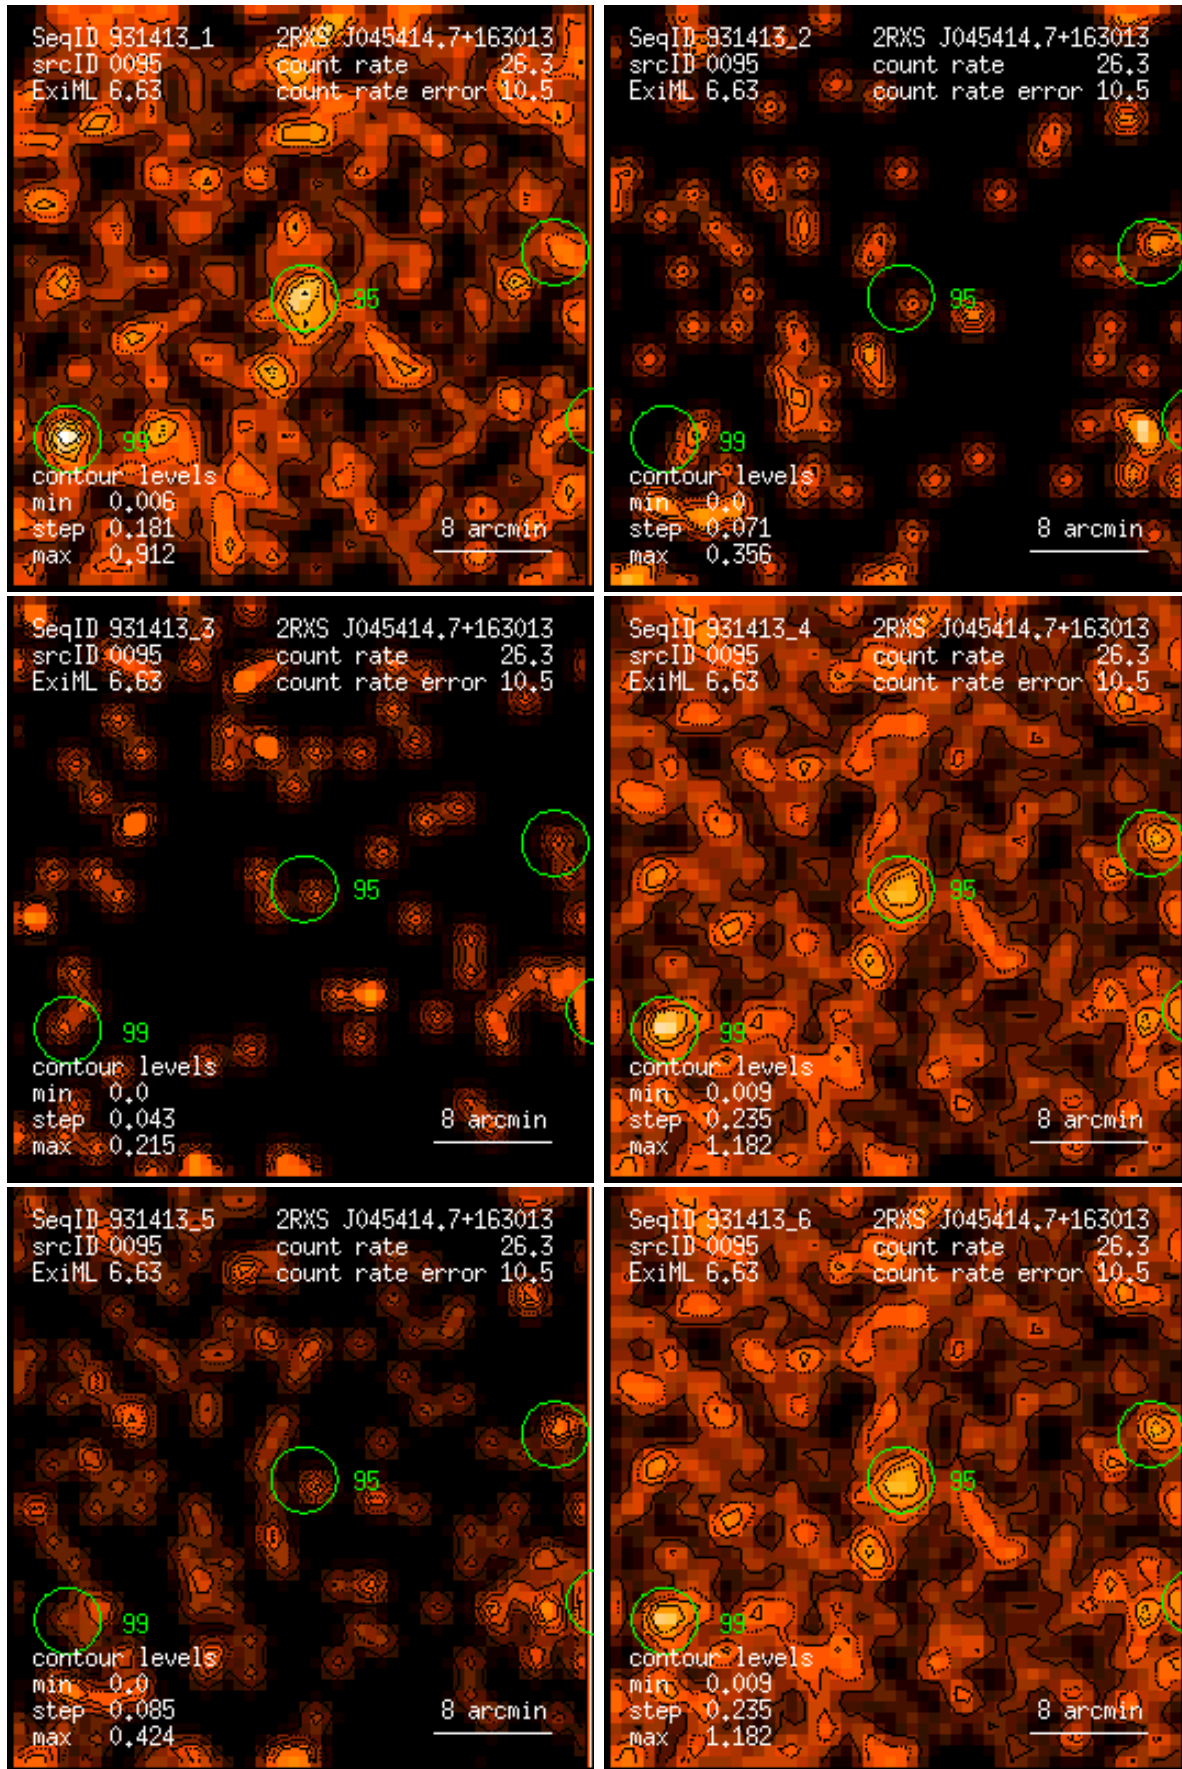 SeqID 931413_1 2RXS J045414.7+163013
srcID 0095 count rate 26.3
ExiML 6.63 count rate error 10.5
95
99
contour levels
min 0.006
step 0.181 8 arcmin
max 0.912
SeqID 931413_2 2RXS J045414.7+163013
srcID 0095 count rate 26.3
ExiML 6.63 count rate error 10.5
95
99
contour levels
min 0.0
step 0.071 8 arcmin
max 0.356
SeqID 931413_3 2RXS J045414.7+163013
srcID 0095 count rate 26.3
ExiML 6.63 count rate error 10.5
95
99
contour levels
min 0.0
step 0.043 8 arcmin
max 0.215
SeqID 931413_4 2RXS J045414.7+163013
srcID 0095 count rate 26.3
ExiML 6.63 count rate error 10.5
95
99
contour levels
min 0.009
step 0.235 8 arcmin
max 1.182
SeqID 931413_5 2RXS J045414.7+163013
srcID 0095 count rate 26.3
ExiML 6.63 count rate error 10.5
95
99
contour levels
min 0.0
step 0.085 8 arcmin
max 0.424
SeqID 931413_6 2RXS J045414.7+163013
srcID 0095 count rate 26.3
ExiML 6.63 count rate error 10.5
95
99
contour levels
min 0.009
step 0.235 8 arcmin
max 1.182